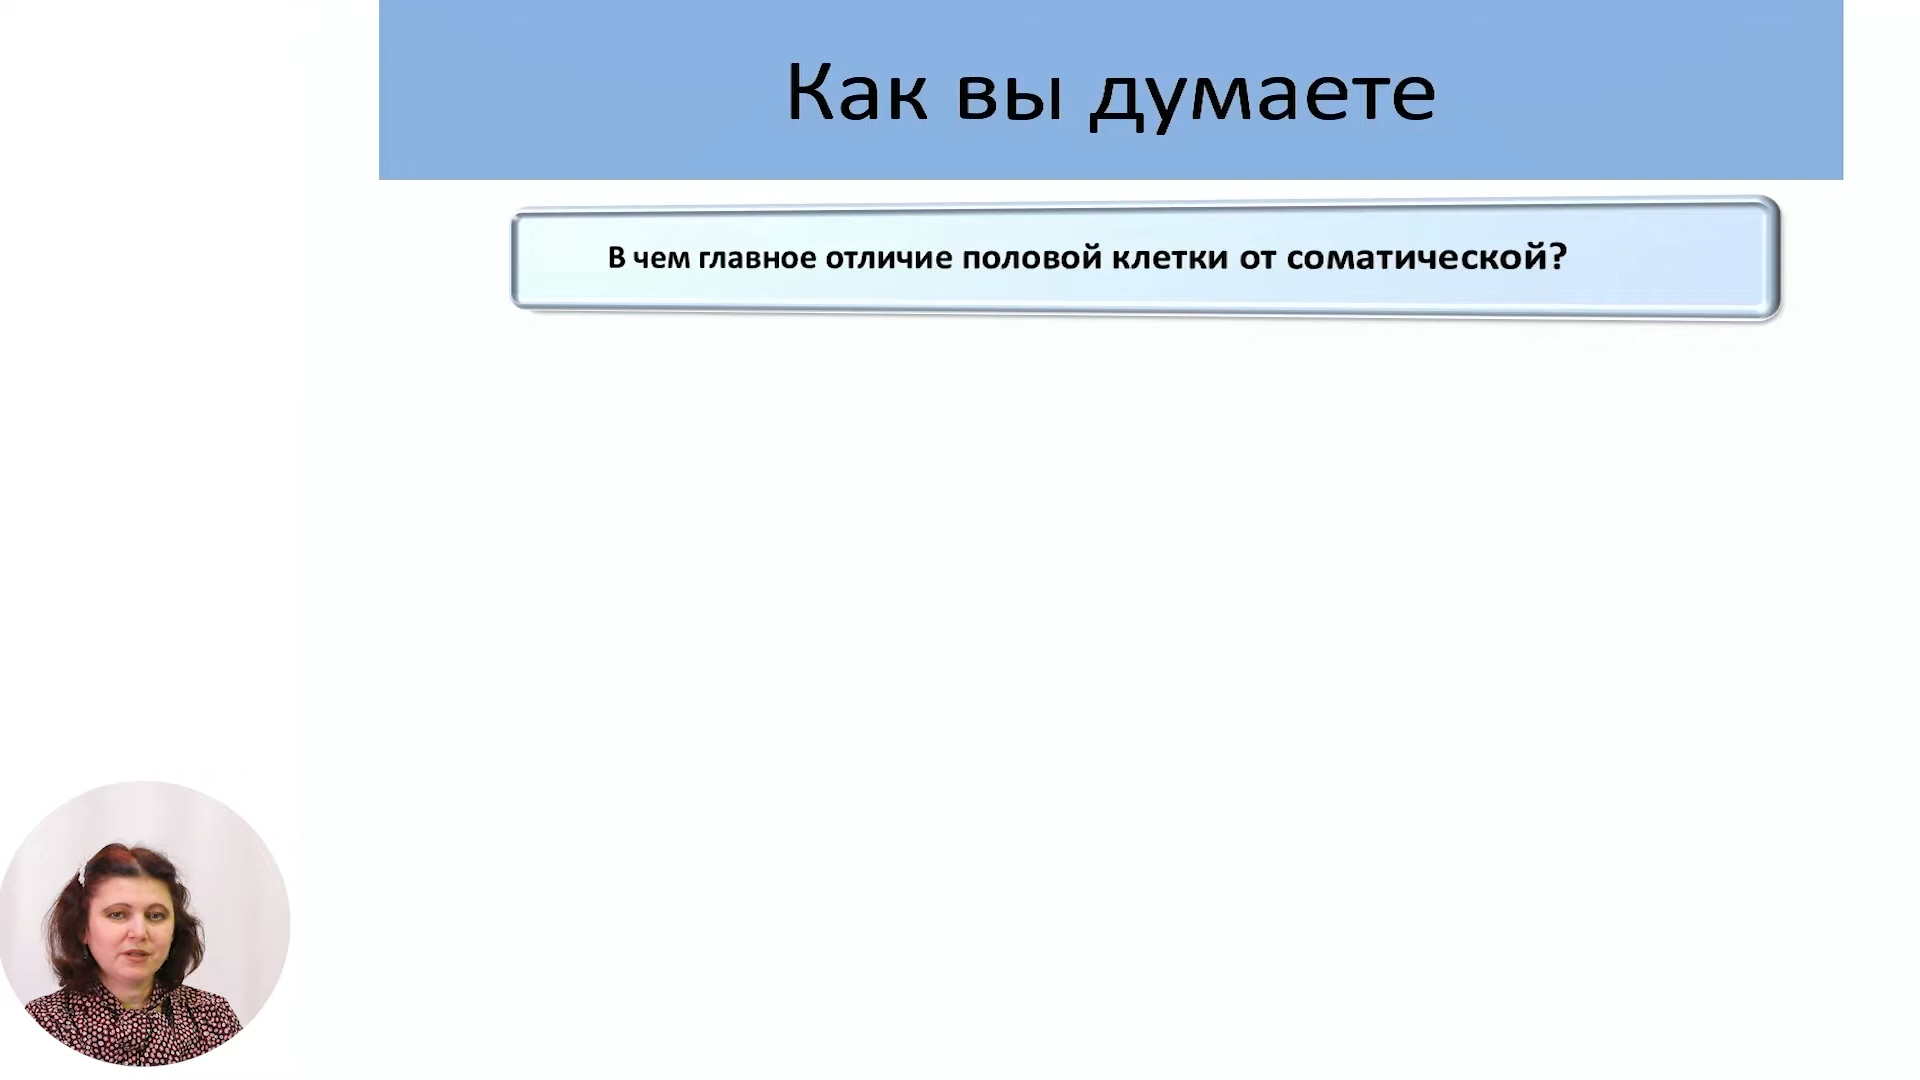 Как вы думаете
В чем главное отличие половой клетки от соматической?